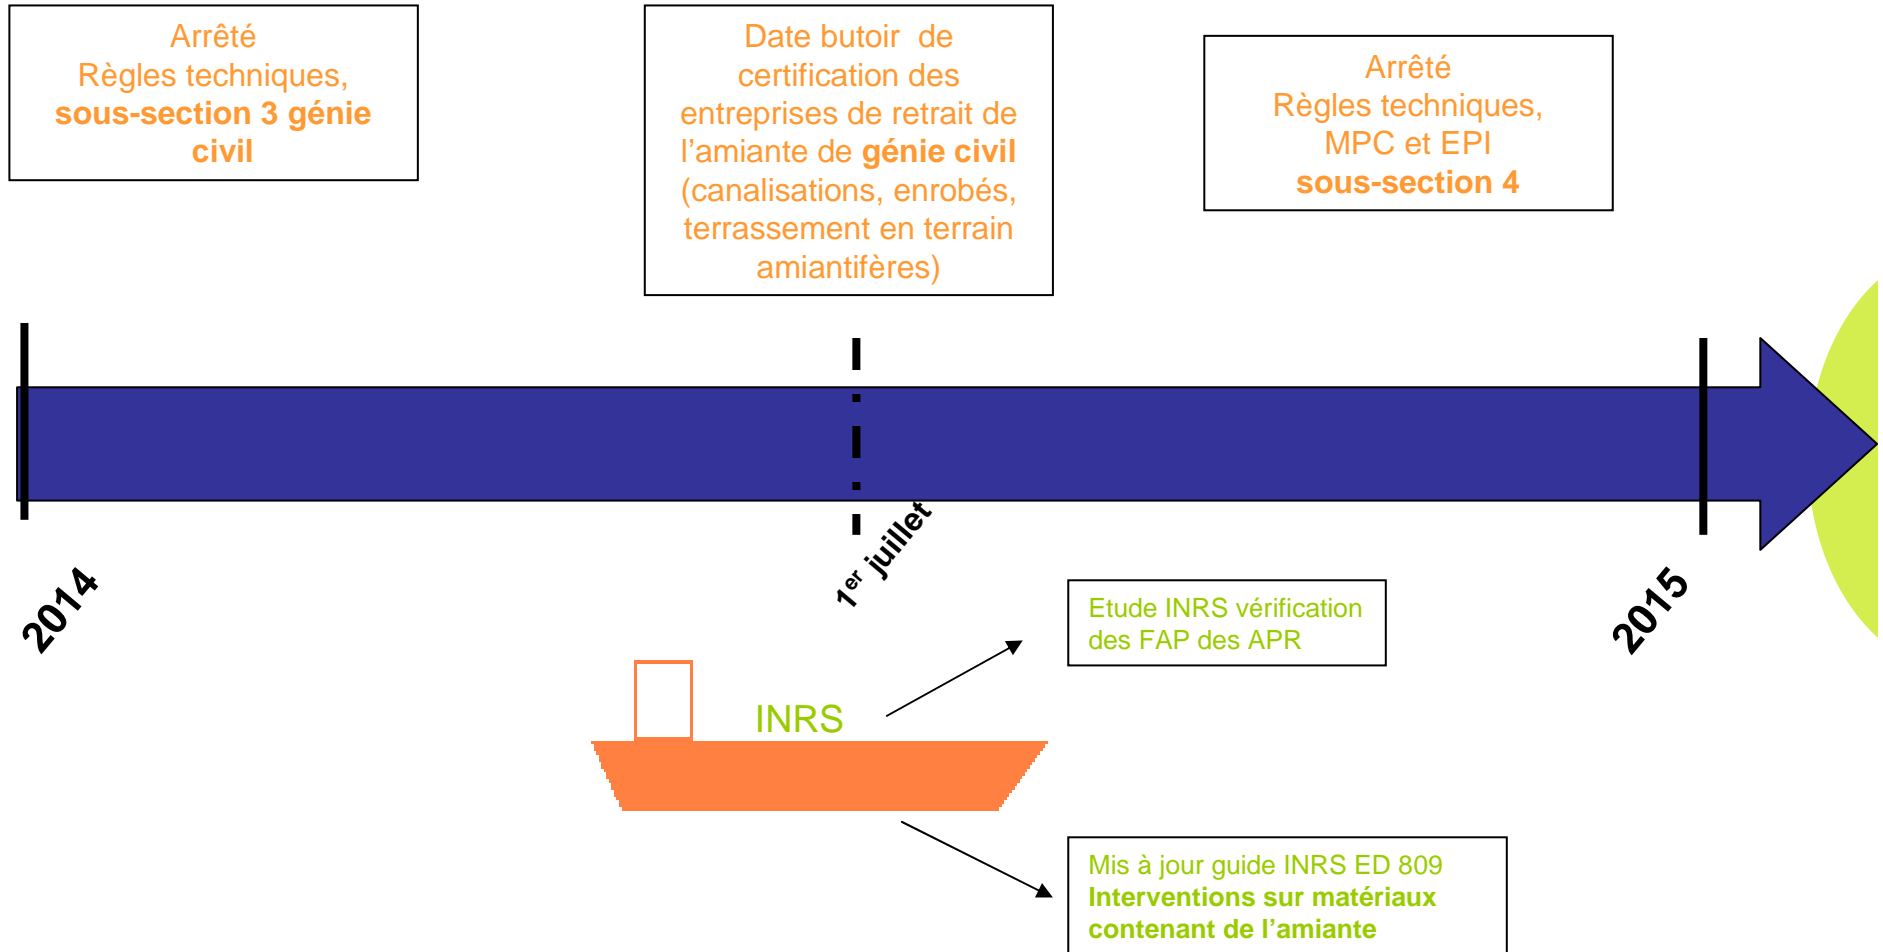 Arrêté
Règles techniques,
sous-section 3 génie
civil
Date butoir de
certification des
entreprises de retrait de
l'amiante de génie civil
(canalisations, enrobés,
terrassement en terrain
amiantifères)
Arrêté
Règles techniques,
MPC et EPI
sous-section 4
2014
1er juillet
2015
Etude INRS vérification
des FAP des APR
INRS
Mis à jour guide INRS ED 809
Interventions sur matériaux
contenant de l'amiante